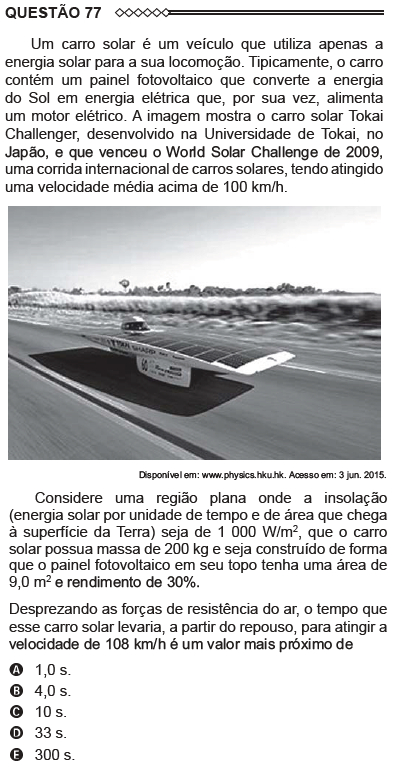 QUESTÃO 77
Um carro solar é um veículo que utiliza apenas a
energia solar para a sua locomoção. Tipicamente, o carro
contém um painel fotovoltaico que converte a energia
do Sol em energia elétrica que, por sua vez, alimenta
um motor elétrico. A imagem mostra o carro solar Tokai
Challenger, desenvolvido na Universidade de Tokai, no
Japão, e que venceu o World Solar Challenge de 2009,
uma corrida internacional de carros solares, tendo atingido
uma velocidade média acima de 100 km/h.
Disponível em: www.physics.hku.hk. Acesso em: 3 jun. 2015.
Considere uma região plana onde a insolação
(energia solar por unidade de tempo e de área que chega
à superfície da Terra) seja de 1 000 W/m², que o carro
solar possua massa de 200 kg e seja construído de forma
que o painel fotovoltaico em seu topo tenha uma área de
9,0 m² e rendimento de 30%.
Desprezando as forças de resistência do ar, o tempo que
esse carro solar levaria, a partir do repouso, para atingir a
velocidade de 108 km/h é um valor mais próximo de
A 1,0 s.
B 4,0 s.
C 10 s.
D 33 s.
E 300 s.